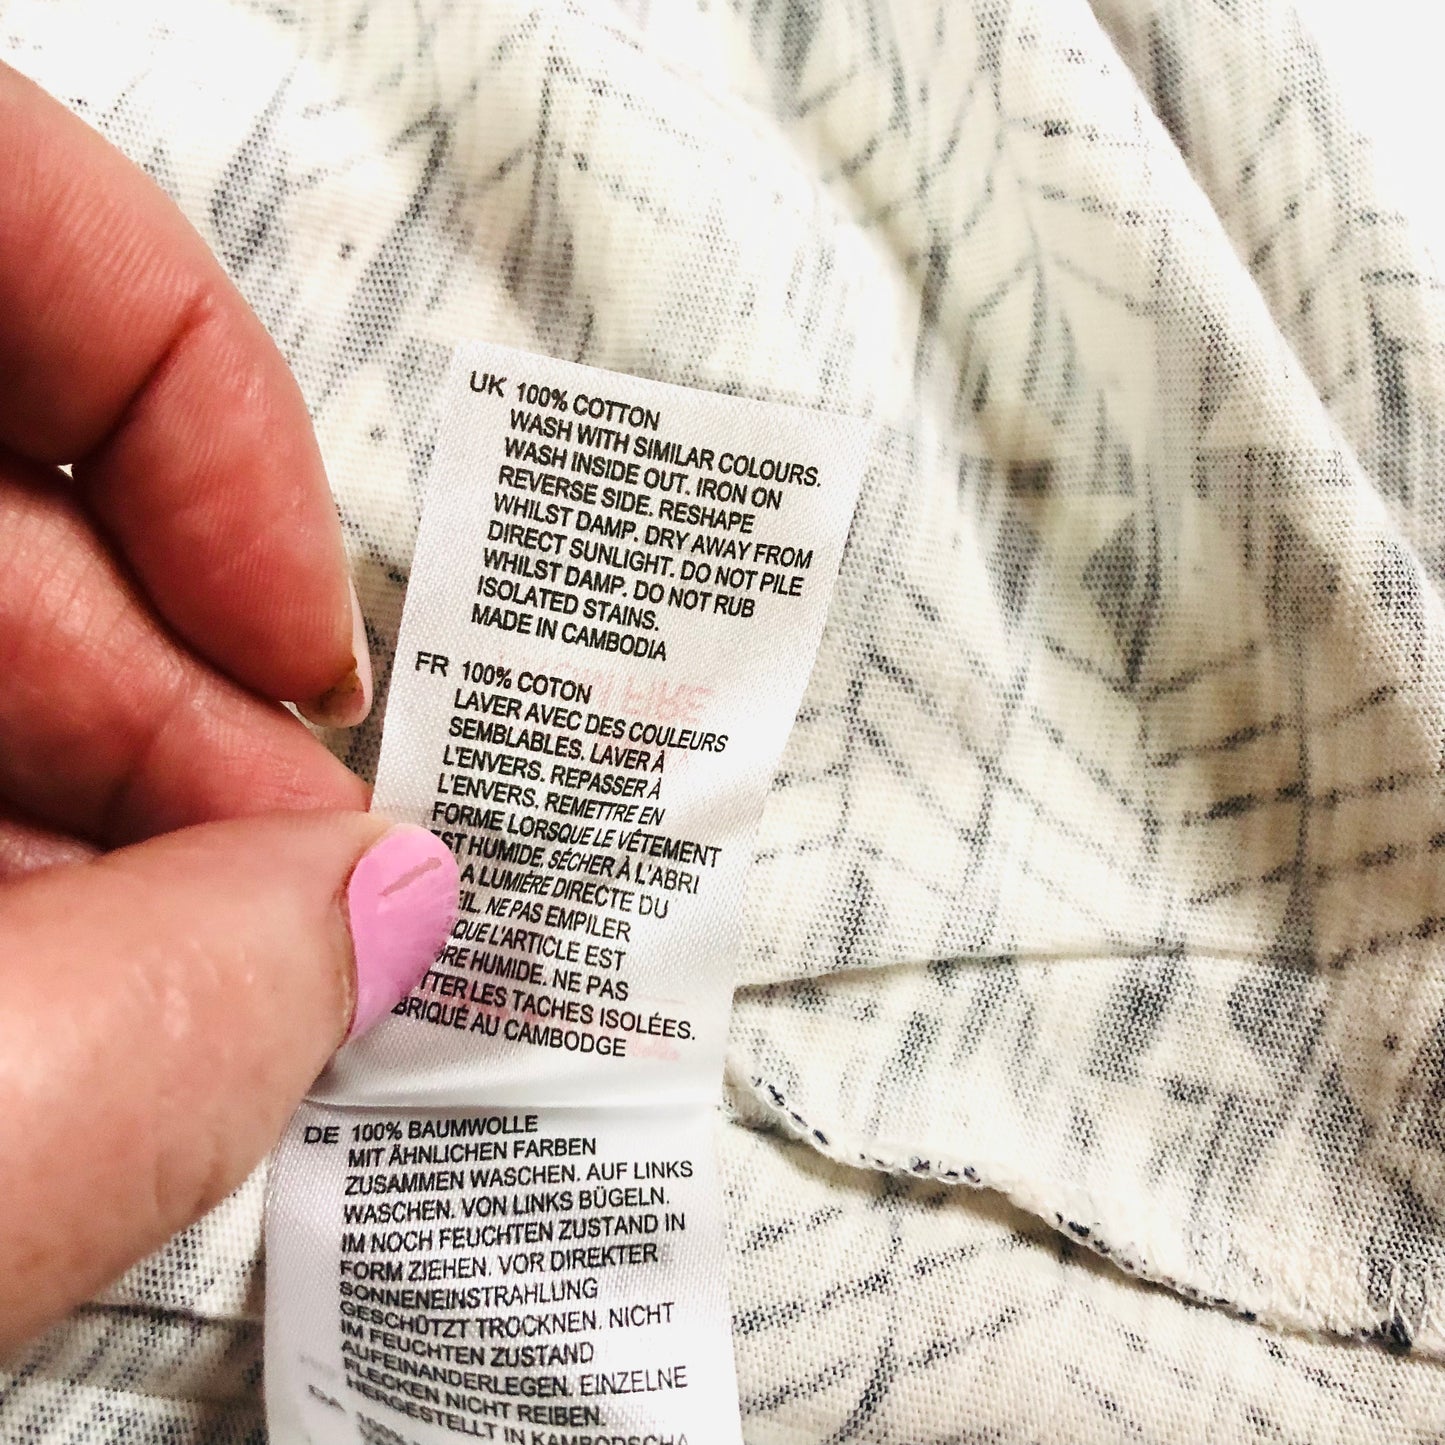 UK 100% COTTON
WASH WITH SIMILAR COLOURS.
WASH INSIDE OUT. IRON ON
REVERSE SIDE. RESHAPE
WHILST DAMP. DRY AWAY FROM
DIRECT SUNLIGHT. DO NOT PILE
WHILST DAMP. DO NOT RUB
ISOLATED STAINS.
MADE IN CAMBODIA
FR 100% COTON
LAVER AVEC DES COULEURS
SEMBLABLES. LAVER À
L'ENVERS. REPASSER À
L'ENVERS. REMETTRE EN
FORME LORSQUE LE VÊTEMENT
EST HUMIDE. SÉCHER À L'ABRI
LA LUMIÈRE DIRECTE DU
NE PAS EMPILER
QUE L'ARTICLE EST
HUMIDE. NE PAS
LES TACHES ISOLÉES.
AU CAMBODGE
DE 100% BAUMWOLLE
MIT ÄHNLICHEN FARBEN
ZUSAMMEN WASCHEN. AUF LINKS
WASCHEN. VON LINKS BÜGELN.
IM NOCH FEUCHTEN ZUSTAND IN
FORM ZIEHEN. VOR DIREKTER
SONNENEINSTRAHLUNG
GESCHÜTZT TROCKNEN. NICHT
IM FEUCHTEN ZUSTAND
AUFEINANDERLEGEN. EINZELNE
FLECKEN NICHT REIBEN.
HERGESTELLT IN KAMBODSCHA